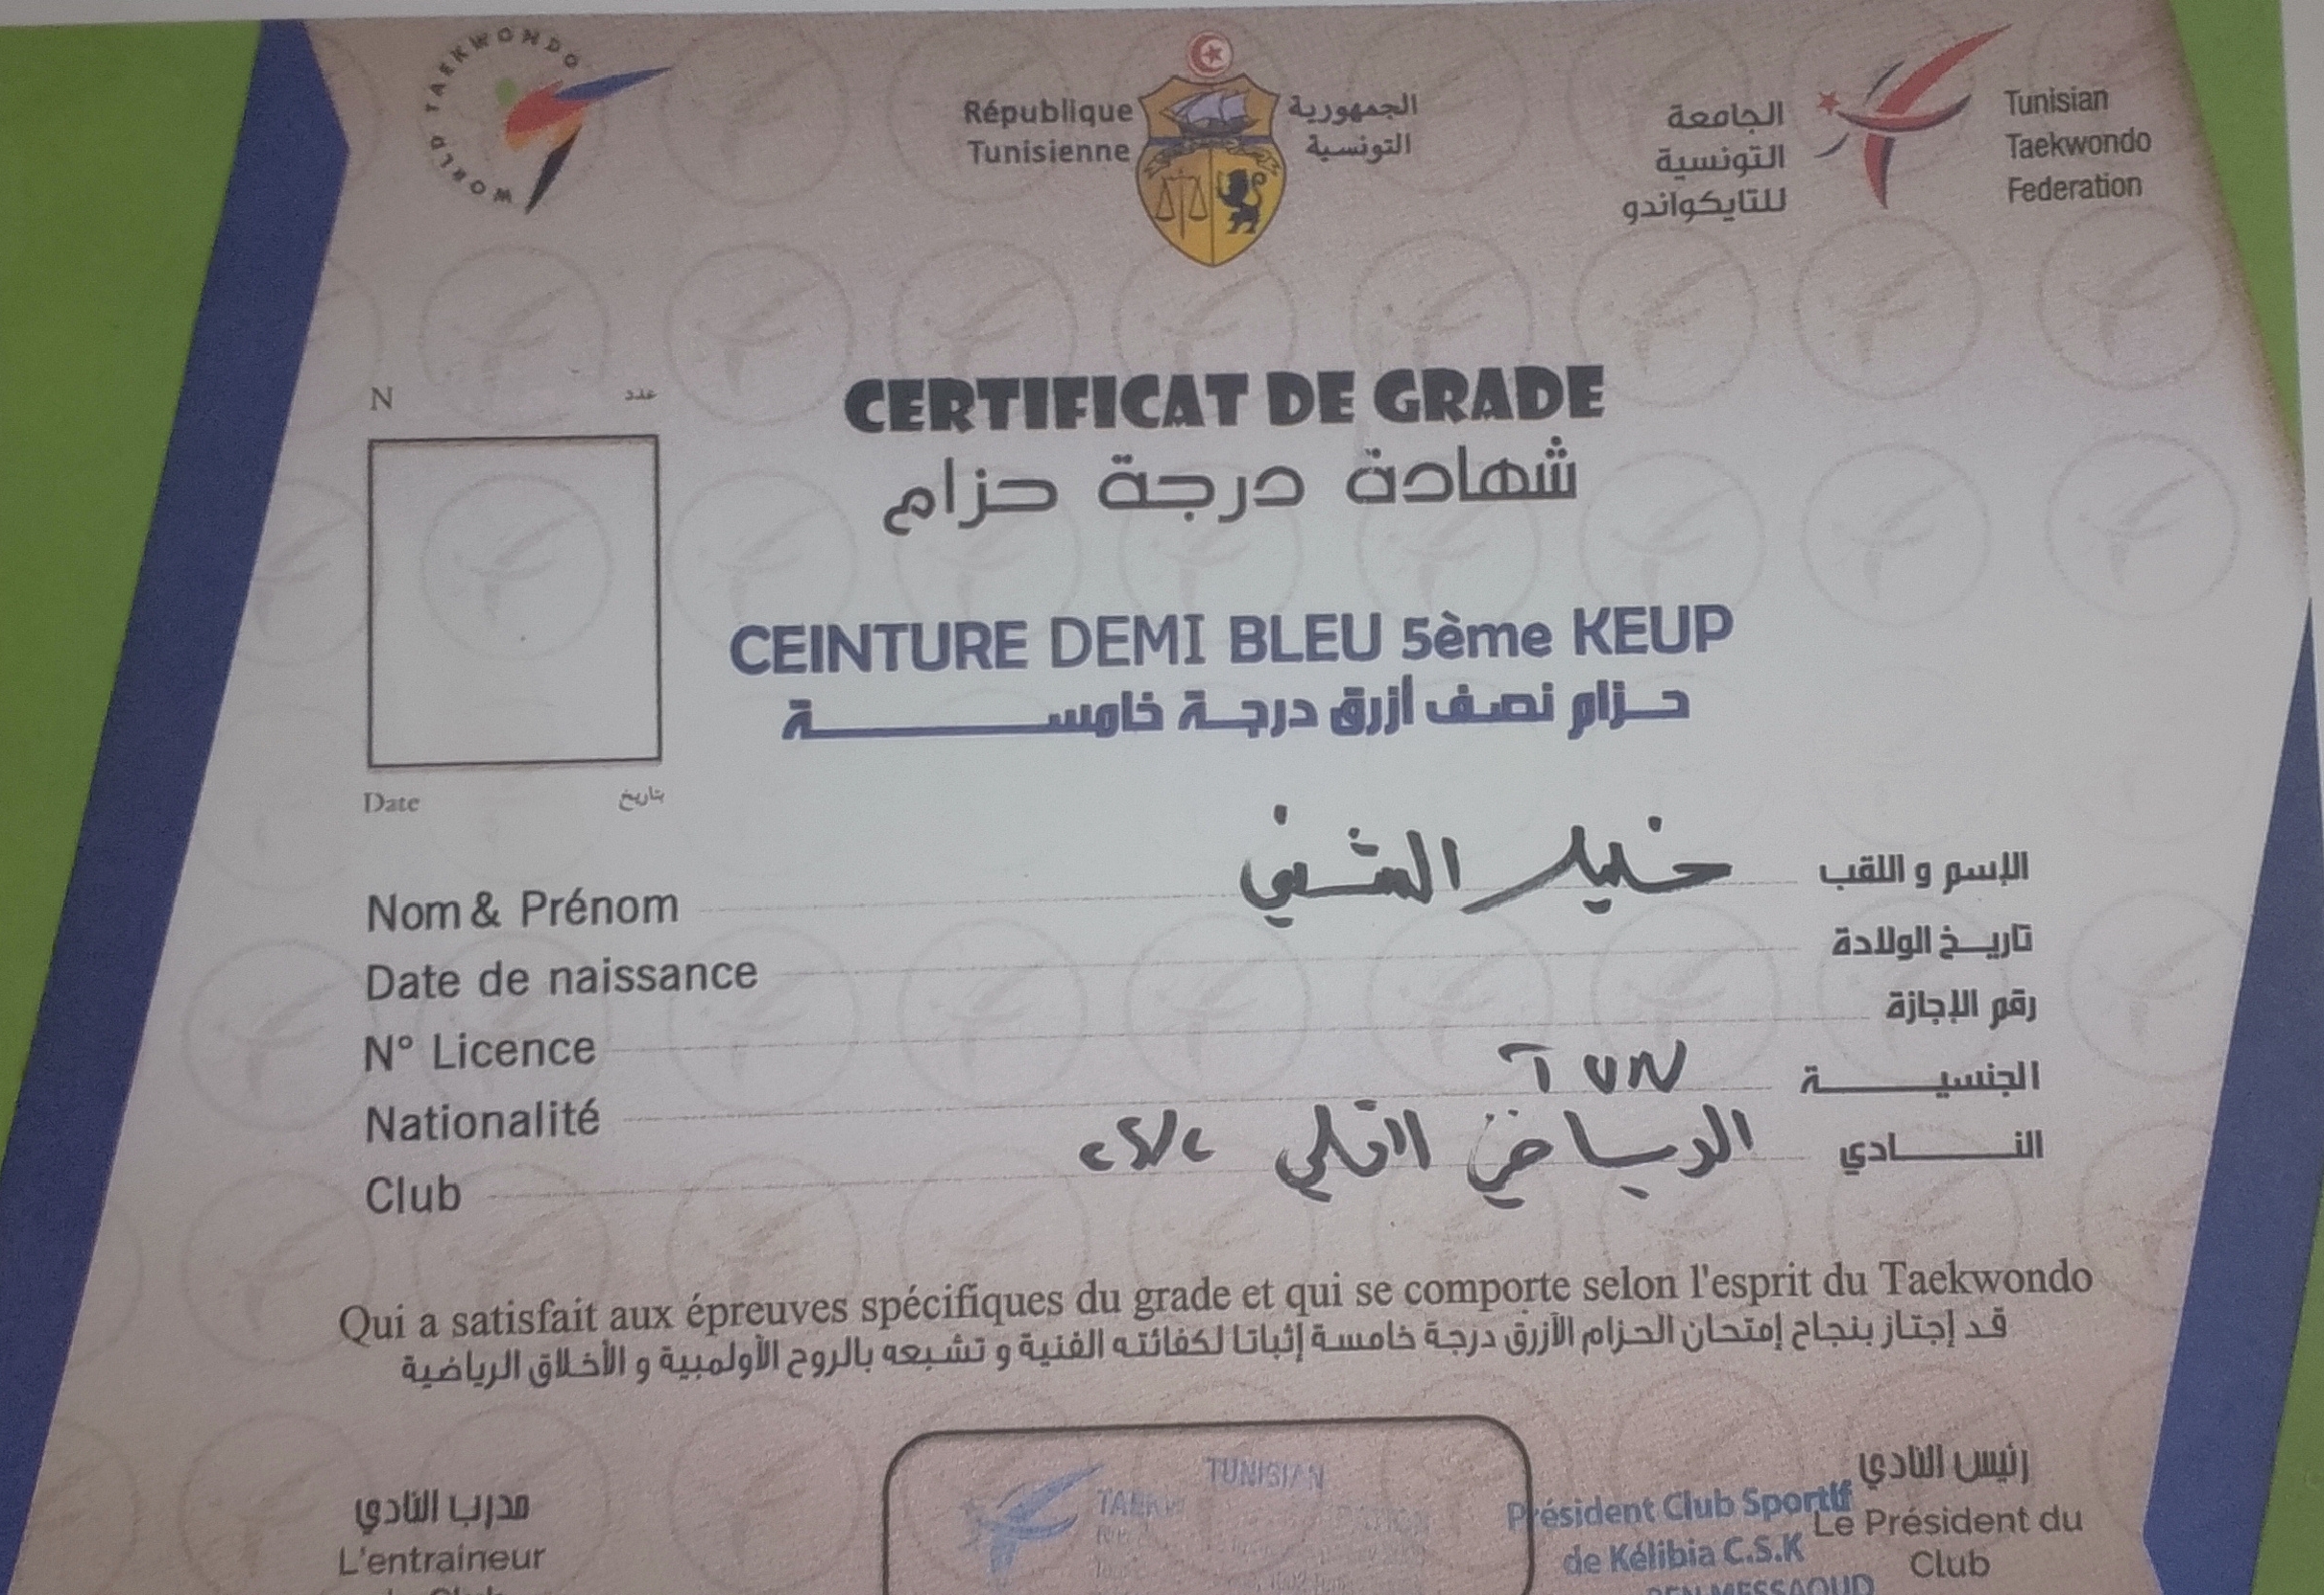 WORLD TAEKWONDO
République
Tunisienne
الجمهورية
التونسية
الجامعة
التونسية
للتايكواندو
Tunisian
Taekwondo
Federation
N عدد
CERTIFICAT DE GRADE
شهادة درجة حزام
CEINTURE DEMI BLEU 5ème KEUP
حزام نصف أزرق درجة خامسة
Date بتاريخ
Nom & Prénom خليل الشني الإسم و اللقب
Date de naissance تاريخ الولادة
N° Licence رقم الإجازة
Nationalité TUN الجنسية
Club النادي
Qui a satisfait aux épreuves spécifiques du grade et qui se comporte selon l'esprit du Taekwondo
قد إجتاز بنجاح إمتحان الحزام الأزرق درجة خامسة إثباتا لكفائته الفنية و تشبعه بالروح الأولمبية و الأخلاق الرياضية
مدرب النادي
L'entraineur
TUNISIAN
Président Club Sportif
de Kélibia C.S.K
BEN MESSAOUD
رئيس النادي
Le Président du
Club